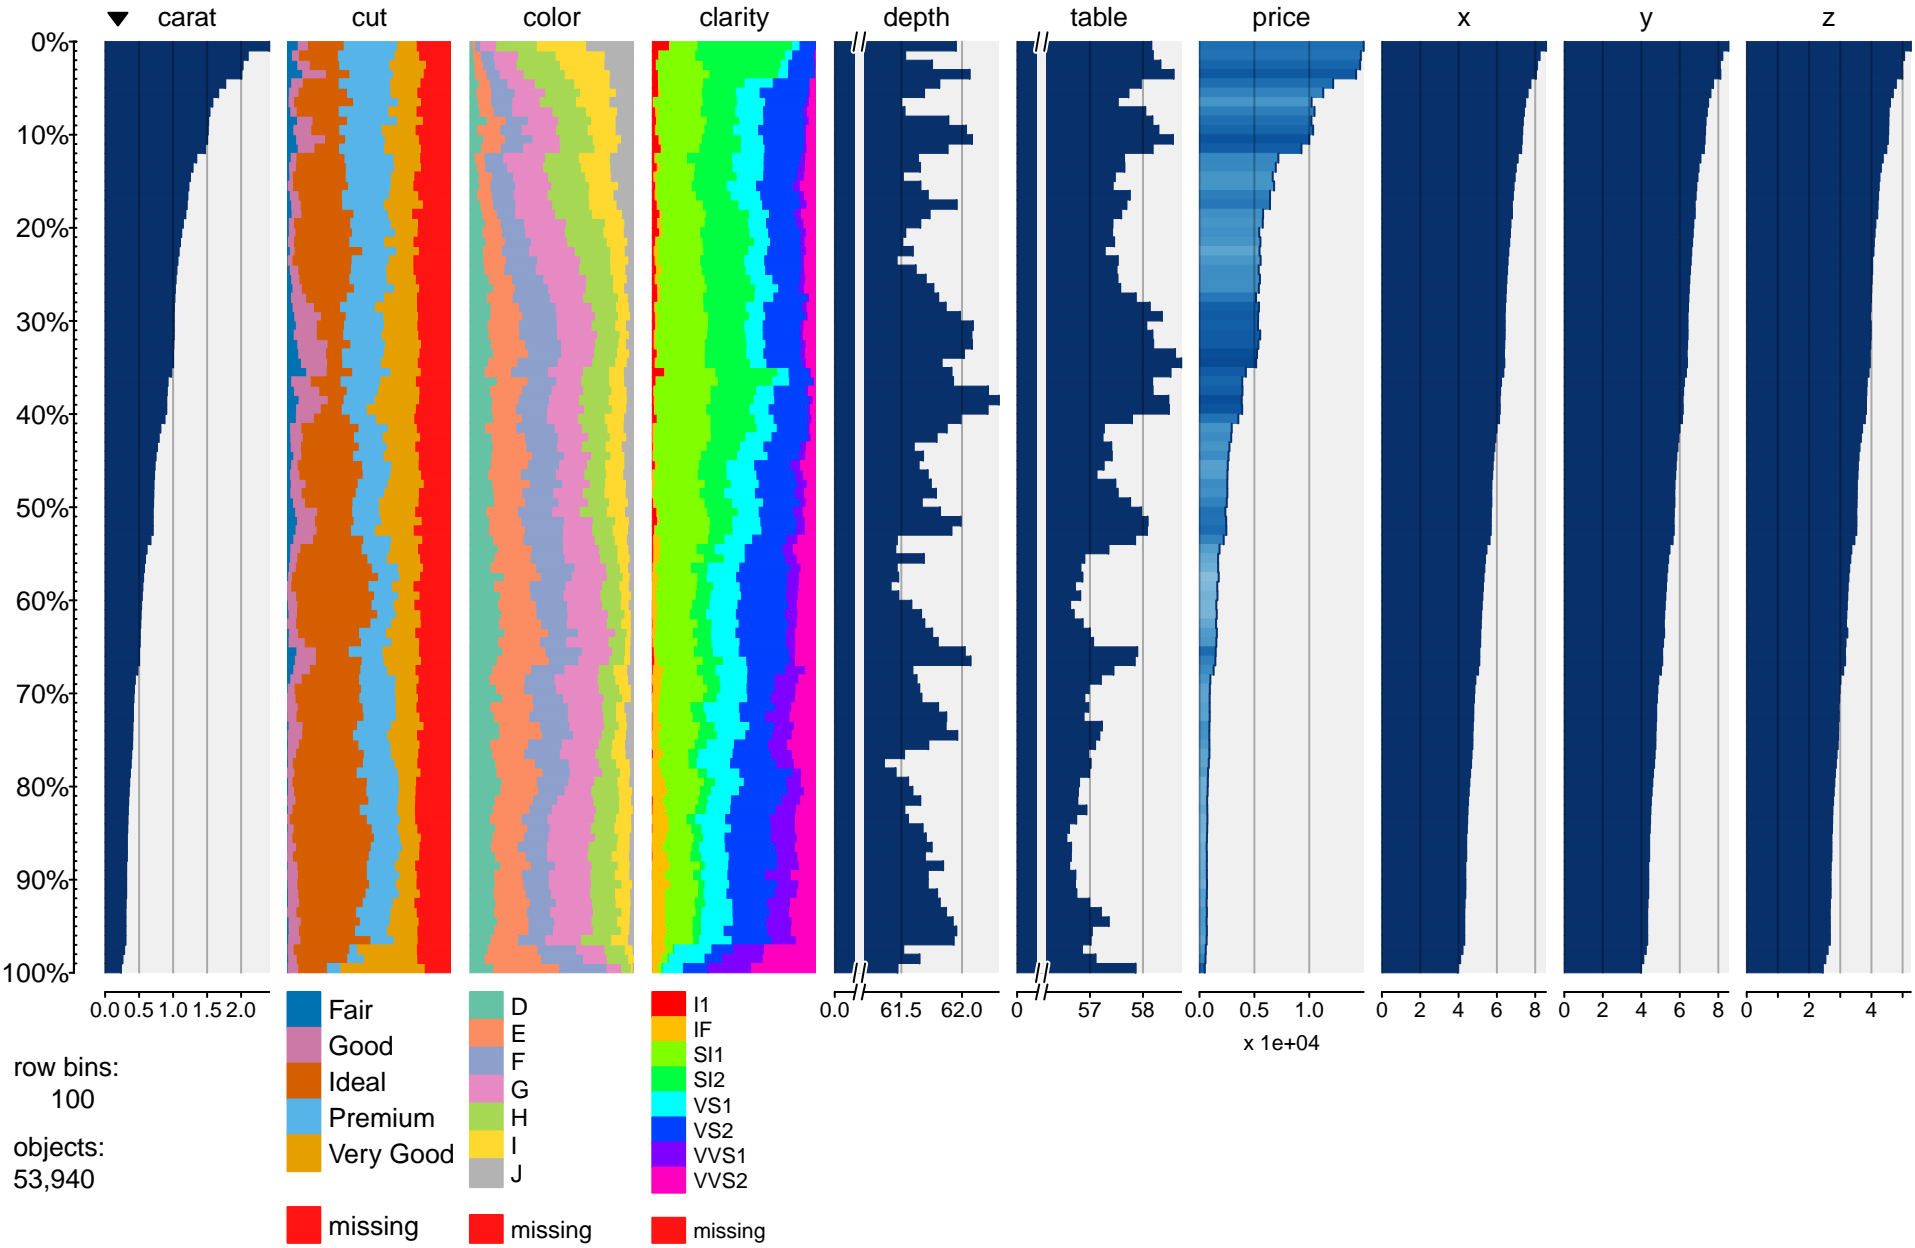 carat cut color clarity depth table price x y z
0%
10%
20%
30%
40%
50%
60%
70%
80%
90%
100%
0.0 0.5 1.0 1.5 2.0
0.0 61.5 62.0
0 57 58
0.0 0.5 1.0
x 1e+04
0 2 4 6 8
0 2 4 6 8
0 2 4
row bins:
100
objects:
53,940
Fair
Good
Ideal
Premium
Very Good
missing
D
E
F
G
H
I
J
missing
I1
IF
SI1
SI2
VS1
VS2
VVS1
VVS2
missing